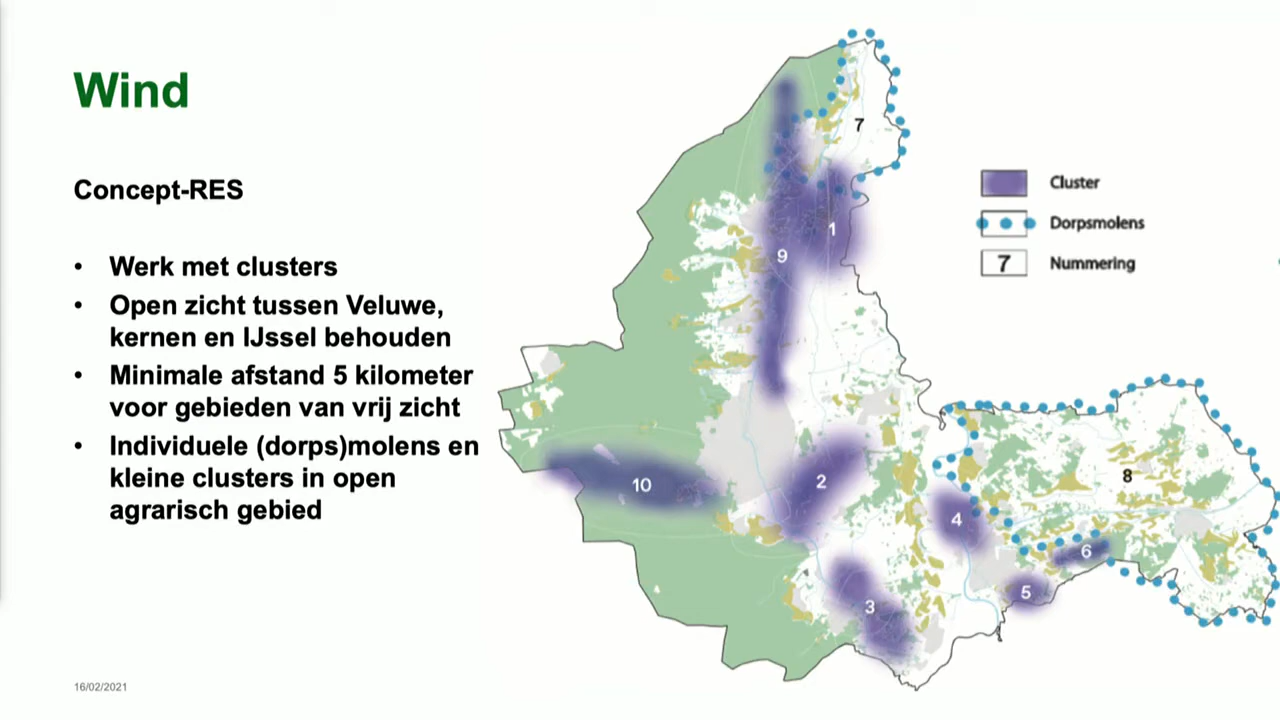 Wind
Concept-RES
• Werk met clusters
• Open zicht tussen Veluwe,
kernen en IJssel behouden
• Minimale afstand 5 kilometer
voor gebieden van vrij zicht
• Individuele (dorps)molens en
kleine clusters in open
agrarisch gebied
16/02/2021
7
1
9
10
2
8
4
6
5
3
Cluster
Dorpsmolens
7 Nummering